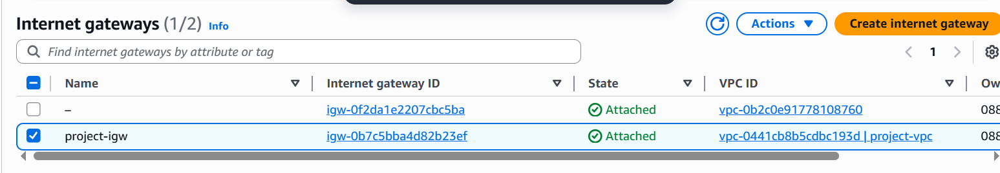 Internet gateways (1/2) Info
Actions
Create internet gateway
Find internet gateways by attribute or tag
1
Name Internet gateway ID State VPC ID
– igw-0f2da1e2207cbc5ba Attached vpc-0b2c0e91778108760 088
project-igw igw-0b7c5bba4d82b23ef Attached vpc-0441cb8b5cdbc193d | project-vpc 088